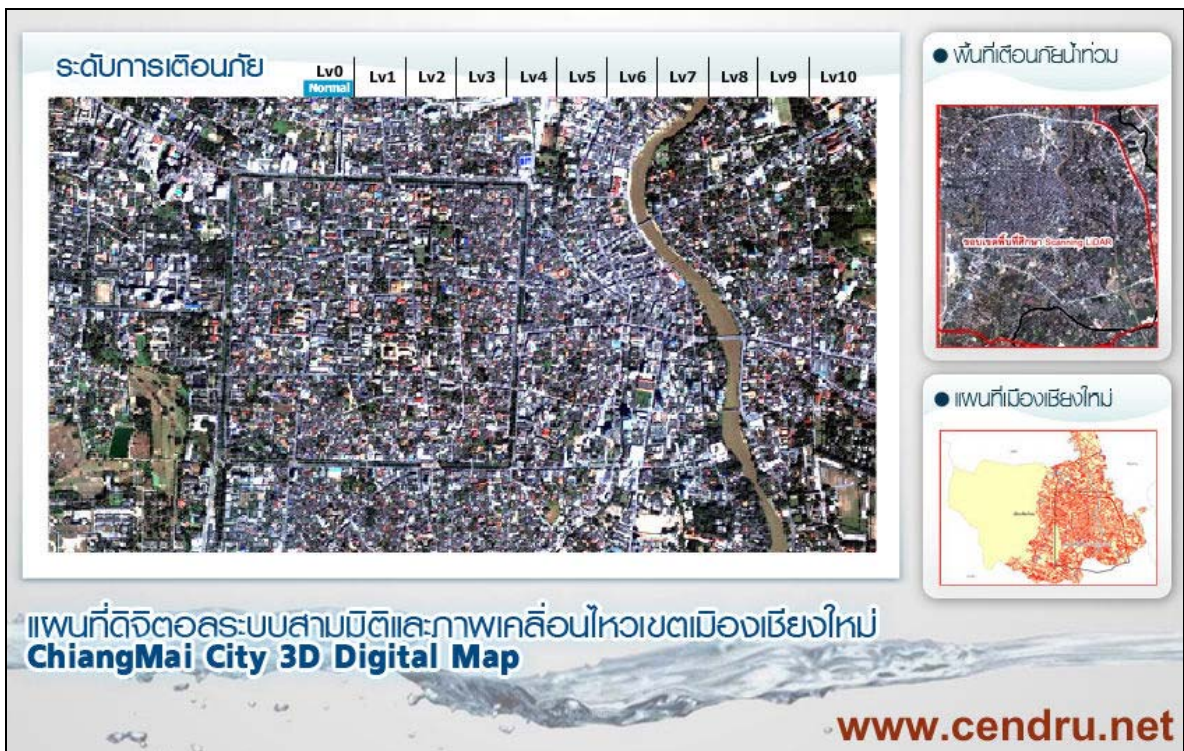 ระดับการเตือนภัย
Lv0 Lv1 Lv2 Lv3 Lv4 Lv5 Lv6 Lv7 Lv8 Lv9 Lv10
Normal
พื้นที่เตือนภัยน้ำท่วม
ขอบเขตพื้นที่ศึกษา Scanning LiDAR
แผนที่เมืองเชียงใหม่
แผนที่ดิจิตอลระบบสามมิติและภาพเคลื่อนไหวเขตเมืองเชียงใหม่
ChiangMai City 3D Digital Map
www.cendru.net